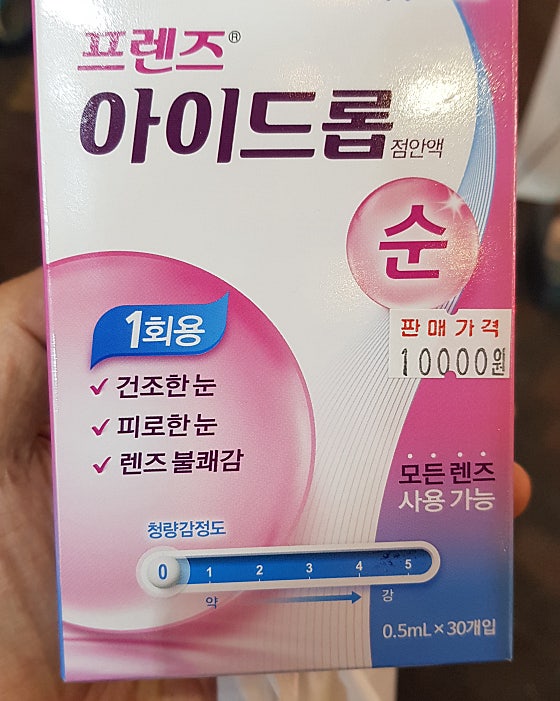 프렌즈®
아이드롭 점안액
순
판매가격
10000원
1회용
건조한 눈
피로한 눈
렌즈 불쾌감
모든 렌즈
사용 가능
청량감정도
0 1 2 3 4 5
약 강
0.5mL×30개입